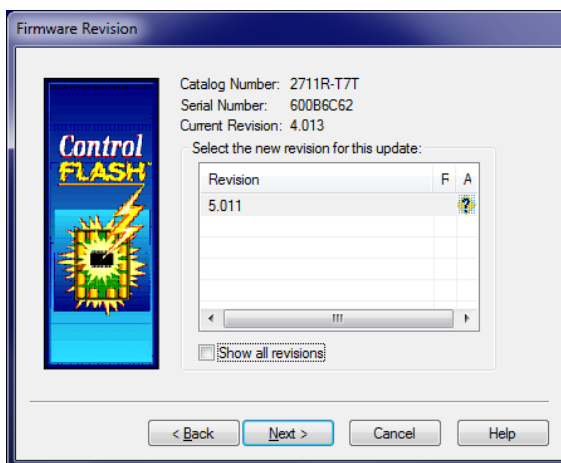 Firmware Revision
Catalog Number: 2711R-T7T
Serial Number: 600B6C62
Current Revision: 4.013
Select the new revision for this update:
Control
FLASH
Revision F A
5.011 ?
Show all revisions
< Back Next > Cancel Help